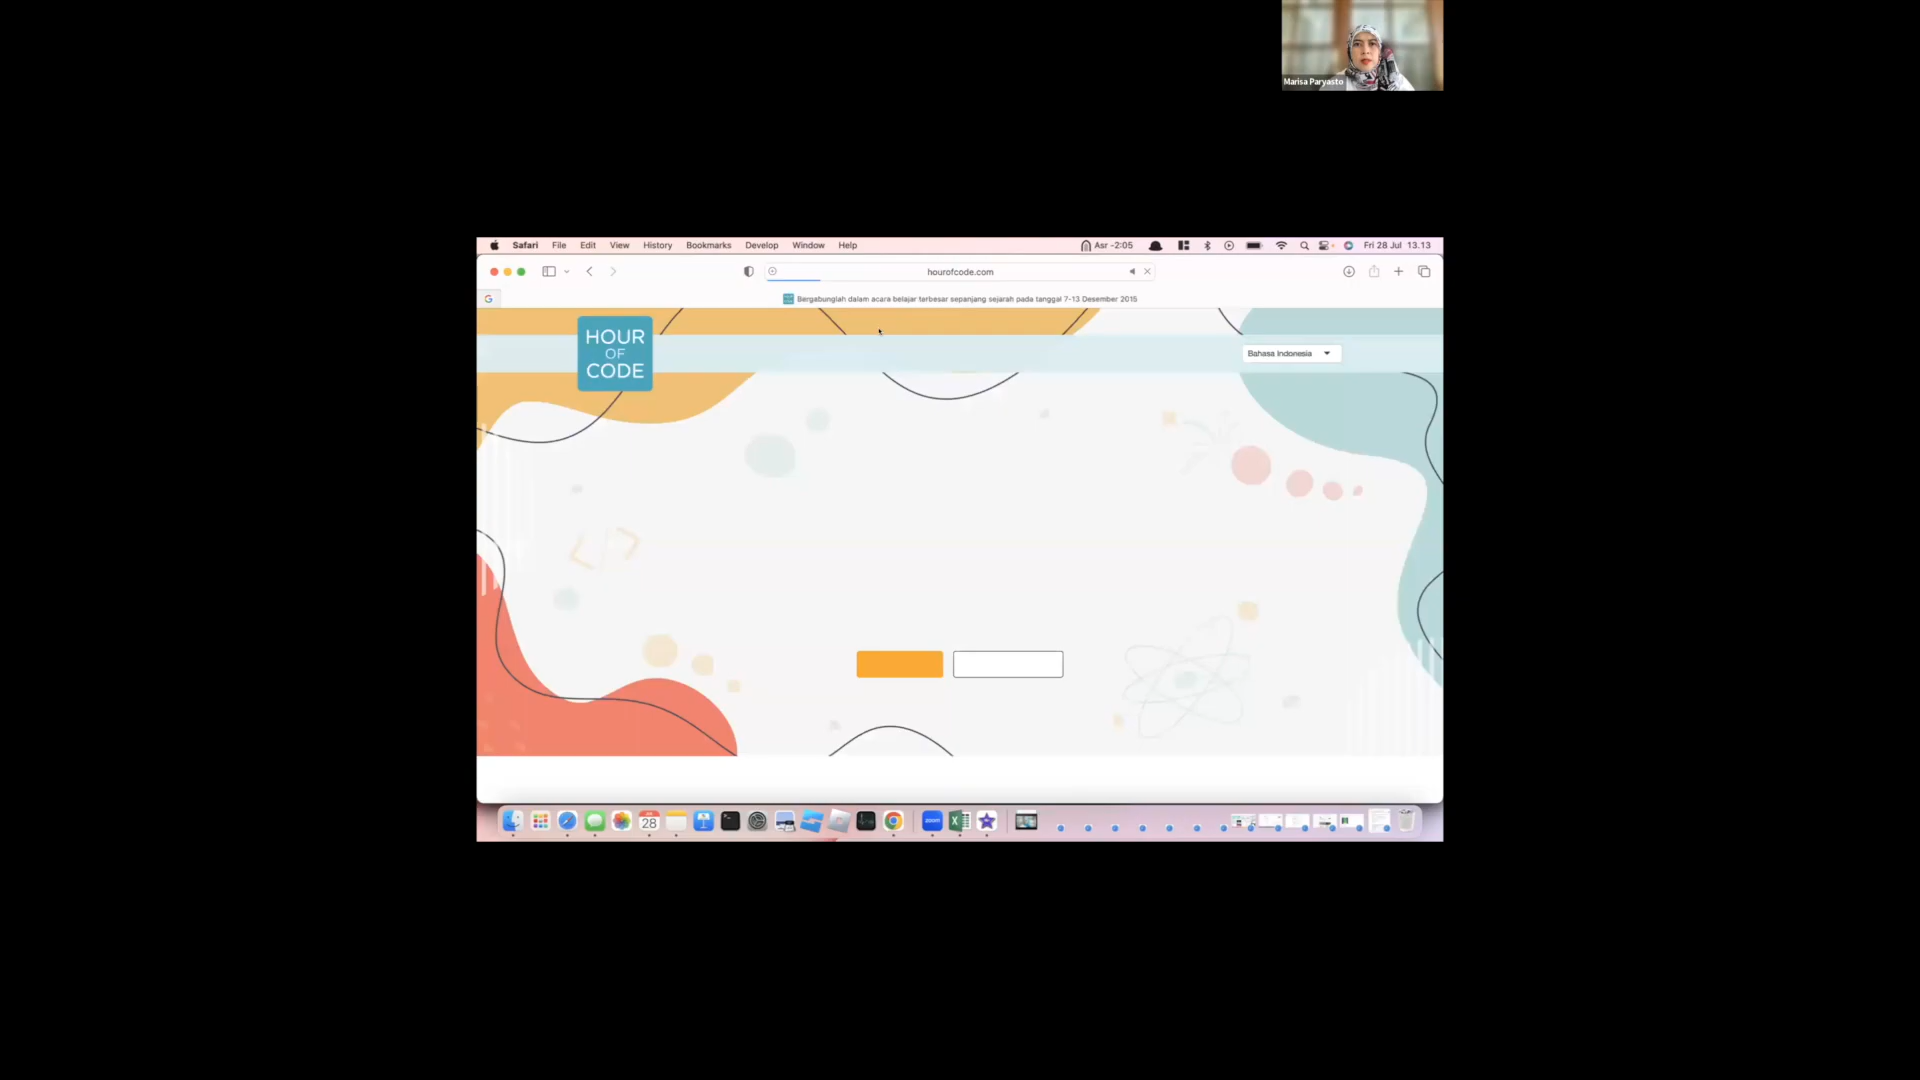 Marisa Paryasto
Safari File Edit View History Bookmarks Develop Window Help
Asr -2:05
Fri 28 Jul 13.13
hourofcode.com
Bergabunglah dalam acara belajar terbesar sepanjang sejarah pada tanggal 7-13 Desember 2015
HOUR
OF
CODE
Bahasa Indonesia
28
zoom